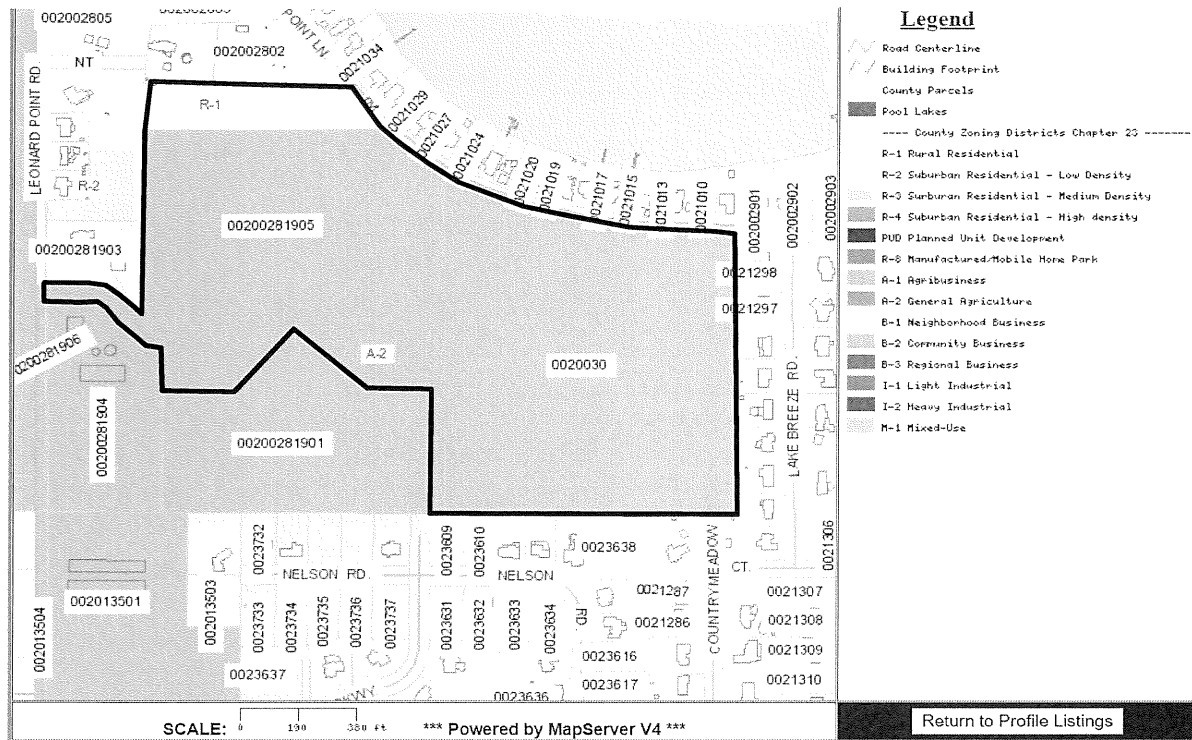 002002805
POINT LN
002002802
NT
LEONARD POINT RD.
R-1
R-2
0021034
0021029
0021027
0021024
0021020
0021019
0021017
0021015
0021013
0021010
002002901
002002902
002002903
00200281903
00200281905
0021298
0021297
00200281906
A-2
0020030
LAKE BREEZE RD.
00200281904
00200281901
0023732
0023609
0023610
0023638
COUNTRYMEADOW
CT.
0021306
NELSON RD.
NELSON
RD
002013501
002013503
002013504
0023733
0023734
0023735
0023736
0023737
0023631
0023632
0023633
0023634
0021287
0021286
0021307
0021308
0021309
0021310
0023616
0023617
0023637
0023636
SCALE: 0 190 380 ft *** Powered by MapServer V4 ***
Legend
Road Centerline
Building Footprint
County Parcels
Pool Lakes
---- County Zoning Districts Chapter 23 -------
R-1 Rural Residential
R-2 Suburban Residential - Low Density
R-3 Surburan Residential - Medium Density
R-4 Suburban Residential - High density
PUD Planned Unit Development
R-8 Manufactured/Mobile Home Park
A-1 Agribusiness
A-2 General Agriculture
B-1 Neighborhood Business
B-2 Community Business
B-3 Regional Business
I-1 Light Industrial
I-2 Heavy Industrial
M-1 Mixed-Use
Return to Profile Listings